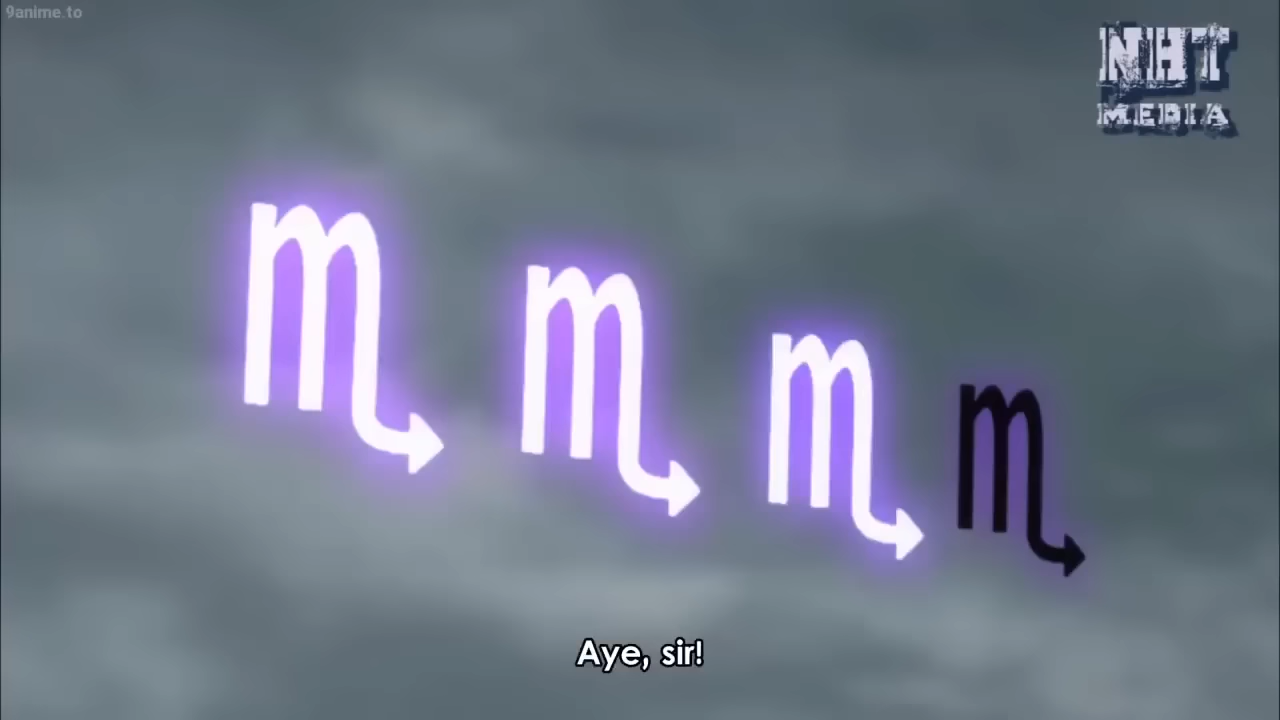 9anime.to
NHT
MEDIA
♏ ♏ ♏ ♏
Aye, sir!